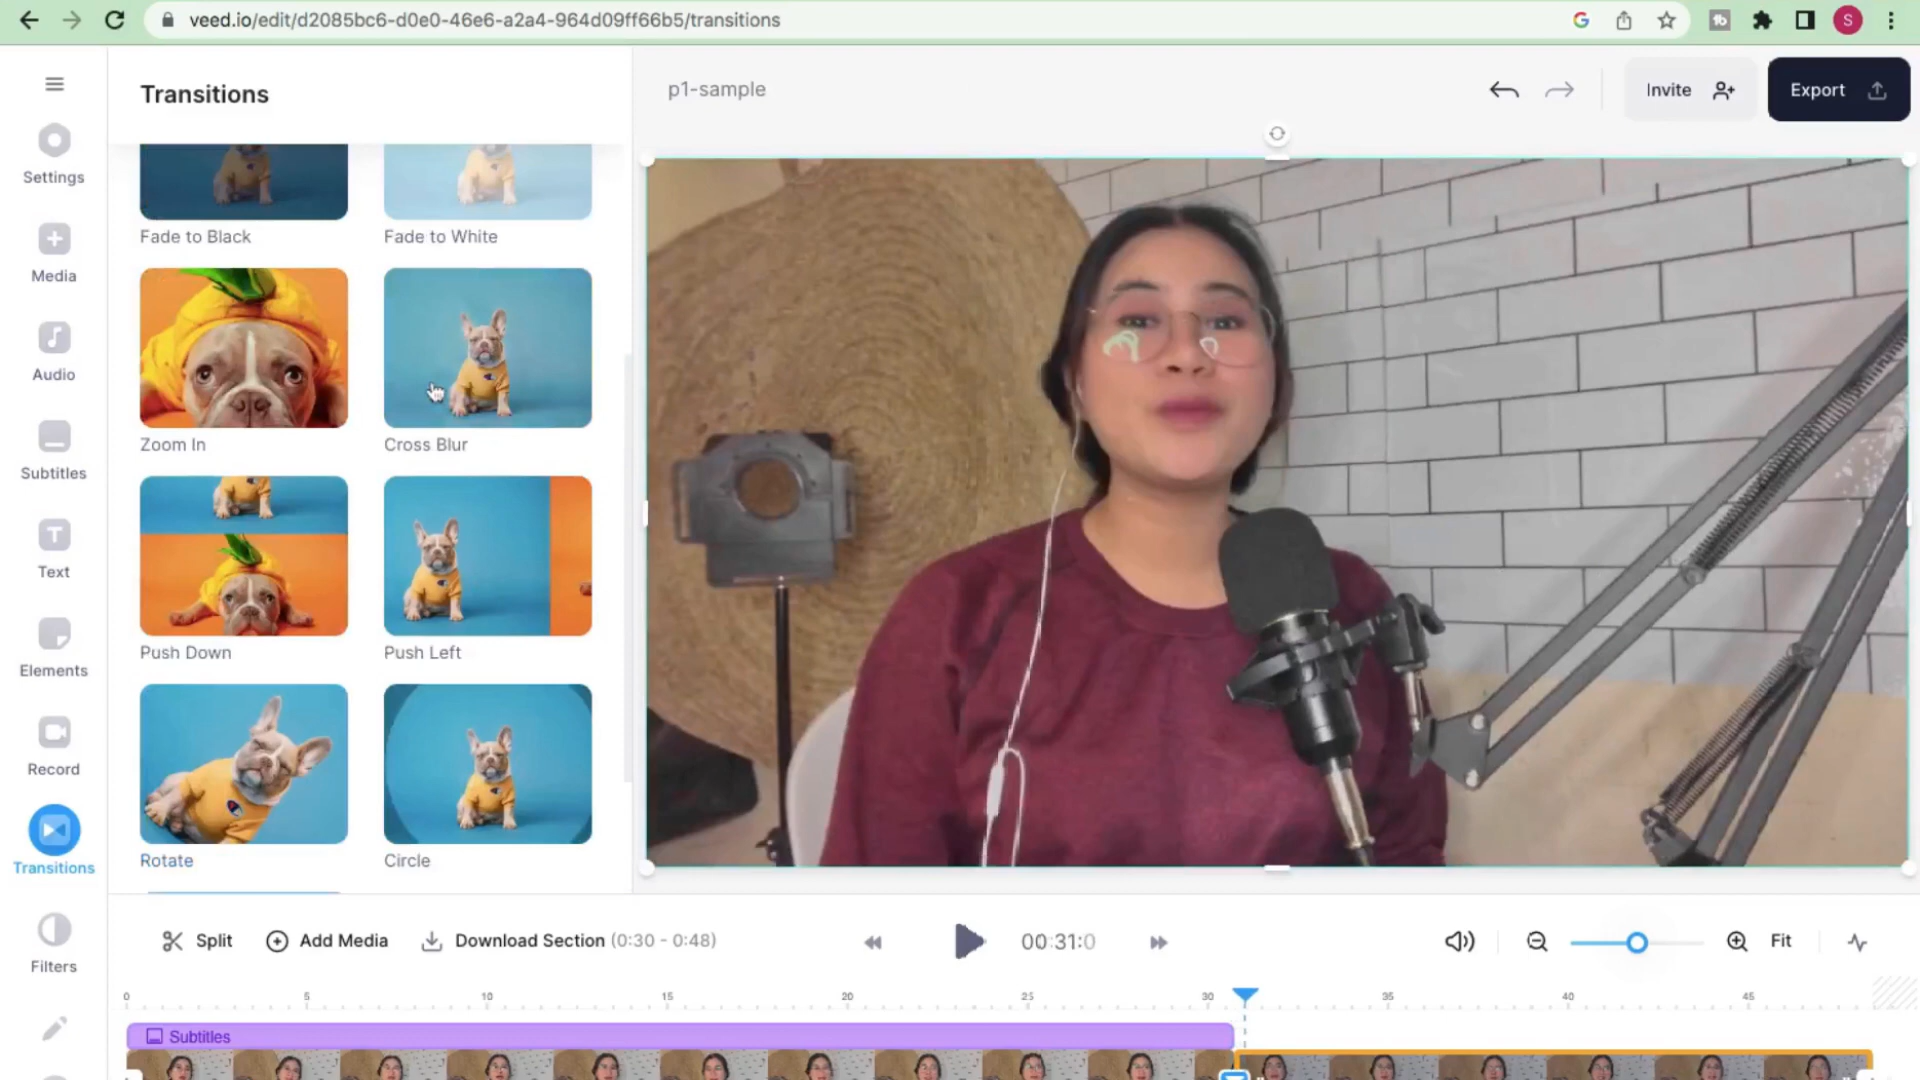 veed.io/edit/d2085bc6-d0e0-46e6-a2a4-964d09ff66b5/transitions
S
Transitions
p1-sample
Invite
Export
Settings
Media
Audio
Subtitles
Text
Elements
Record
Transitions
Filters
Fade to Black
Fade to White
Zoom In
Cross Blur
Push Down
Push Left
Rotate
Circle
Split
Add Media
Download Section (0:30 - 0:48)
00:31:0
Fit
0 5 10 15 20 25 30 35 40 45
Subtitles